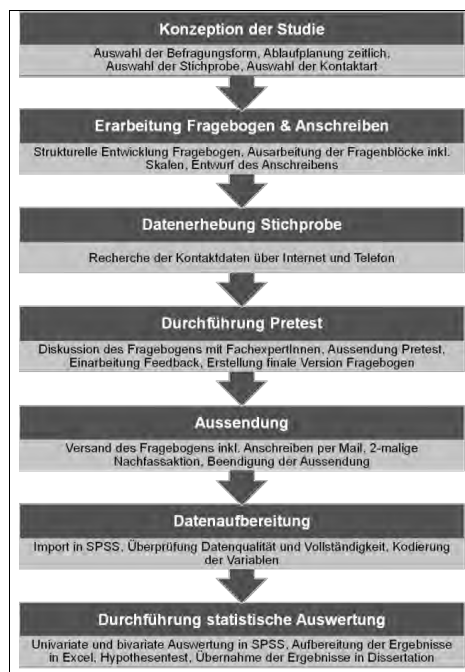 Konzeption der Studie
Auswahl der Befragungsform, Ablaufplanung zeitlich,
Auswahl der Stichprobe, Auswahl der Kontaktart
Erarbeitung Fragebogen & Anschreiben
Strukturelle Entwicklung Fragebogen, Ausarbeitung der Fragenblöcke inkl.
Skalen, Entwurf des Anschreibens
Datenerhebung Stichprobe
Recherche der Kontaktdaten über Internet und Telefon
Durchführung Pretest
Diskussion des Fragebogens mit FachexpertInnen, Aussendung Pretest,
Einarbeitung Feedback, Erstellung finale Version Fragebogen
Aussendung
Versand des Fragebogens inkl. Anschreiben per Mail, 2-malige
Nachfassaktion, Beendigung der Aussendung
Datenaufbereitung
Import in SPSS, Überprüfung Datenqualität und Vollständigkeit, Kodierung
der Variablen
Durchführung statistische Auswertung
Univariate und bivariate Auswertung in SPSS, Aufbereitung der Ergebnisse
in Excel, Hypothesentest, Übernahme der Ergebnisse in Dissertation